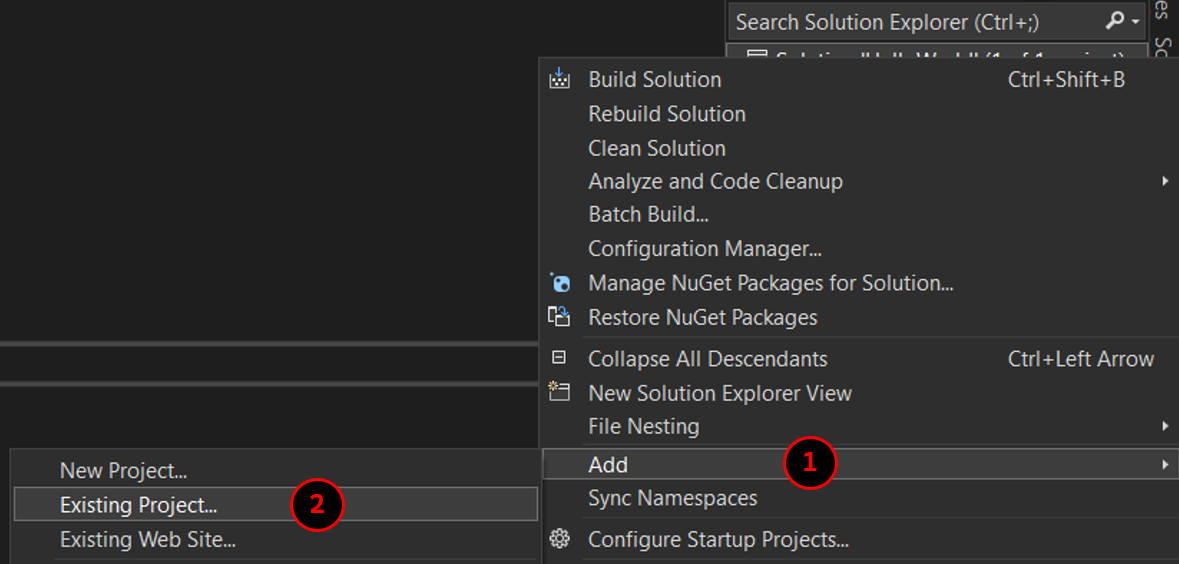 Search Solution Explorer (Ctrl+;)
Build Solution Ctrl+Shift+B
Rebuild Solution
Clean Solution
Analyze and Code Cleanup
Batch Build...
Configuration Manager...
Manage NuGet Packages for Solution...
Restore NuGet Packages
Collapse All Descendants Ctrl+Left Arrow
New Solution Explorer View
File Nesting
Add 1
Sync Namespaces
Configure Startup Projects...
New Project...
Existing Project... 2
Existing Web Site...